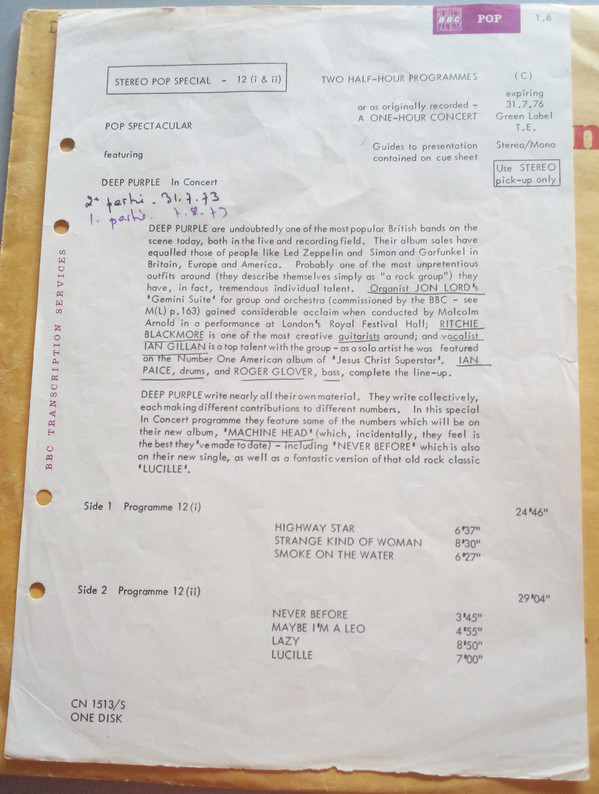 BBC POP 1.6
STEREO POP SPECIAL - 12 (i & ii)
TWO HALF-HOUR PROGRAMMES
(C)
or as originally recorded -
A ONE-HOUR CONCERT
expiring
31.7.76
Green Label
T.E.
POP SPECTACULAR
featuring
Guides to presentation
contained on cue sheet
Stereo/Mono
Use STEREO
pick-up only
DEEP PURPLE In Concert
2ª partie. 31.7.73
1. partie. 7.8.73
DEEP PURPLE are undoubtedly one of the most popular British bands on the
scene today, both in the live and recording field. Their album sales have
equalled those of people like Led Zeppelin and Simon and Garfunkel in
Britain, Europe and America. Probably one of the most unpretentious
outfits around (they describe themselves simply as "a rock group") they
have, in fact, tremendous individual talent. Organist JON LORD's
'Gemini Suite' for group and orchestra (commissioned by the BBC - see
M(L) p.163) gained considerable acclaim when conducted by Malcolm
Arnold in a performance at London's Royal Festival Hall; RITCHIE
BLACKMORE is one of the most creative guitarists around; and vocalist
IAN GILLAN is a top talent with the group - as a solo artist he was featured
on the Number One American album of 'Jesus Christ Superstar'. IAN
PAICE, drums, and ROGER GLOVER, bass, complete the line-up.
DEEP PURPLE write nearly all their own material. They write collectively,
each making different contributions to different numbers. In this special
In Concert programme they feature some of the numbers which will be on
their new album, 'MACHINE HEAD' (which, incidentally, they feel is
the best they've made to date) - including 'NEVER BEFORE' which is also
on their new single, as well as a fantastic version of that old rock classic
'LUCILLE'.
BBC TRANSCRIPTION SERVICES
Side 1 Programme 12 (i)
24'46"
HIGHWAY STAR 6'37"
STRANGE KIND OF WOMAN 8'30"
SMOKE ON THE WATER 6'27"
Side 2 Programme 12 (ii)
29'04"
NEVER BEFORE 3'45"
MAYBE I'M A LEO 4'55"
LAZY 8'50"
LUCILLE 7'00"
CN 1513/S
ONE DISK
n